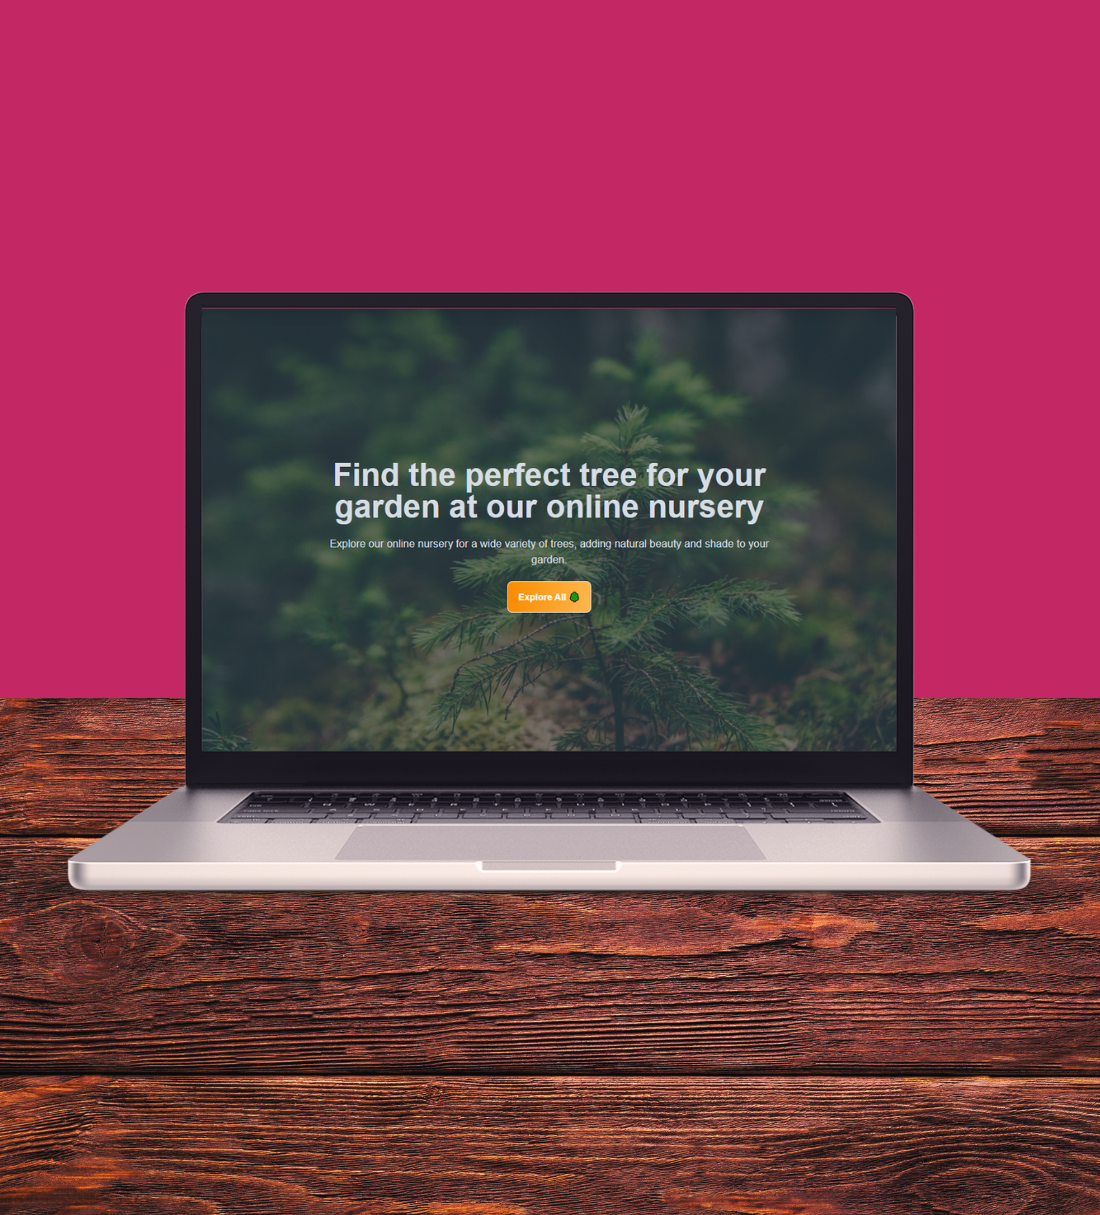 Find the perfect tree for your
garden at our online nursery
Explore our online nursery for a wide variety of trees, adding natural beauty and shade to your
garden.
Explore All